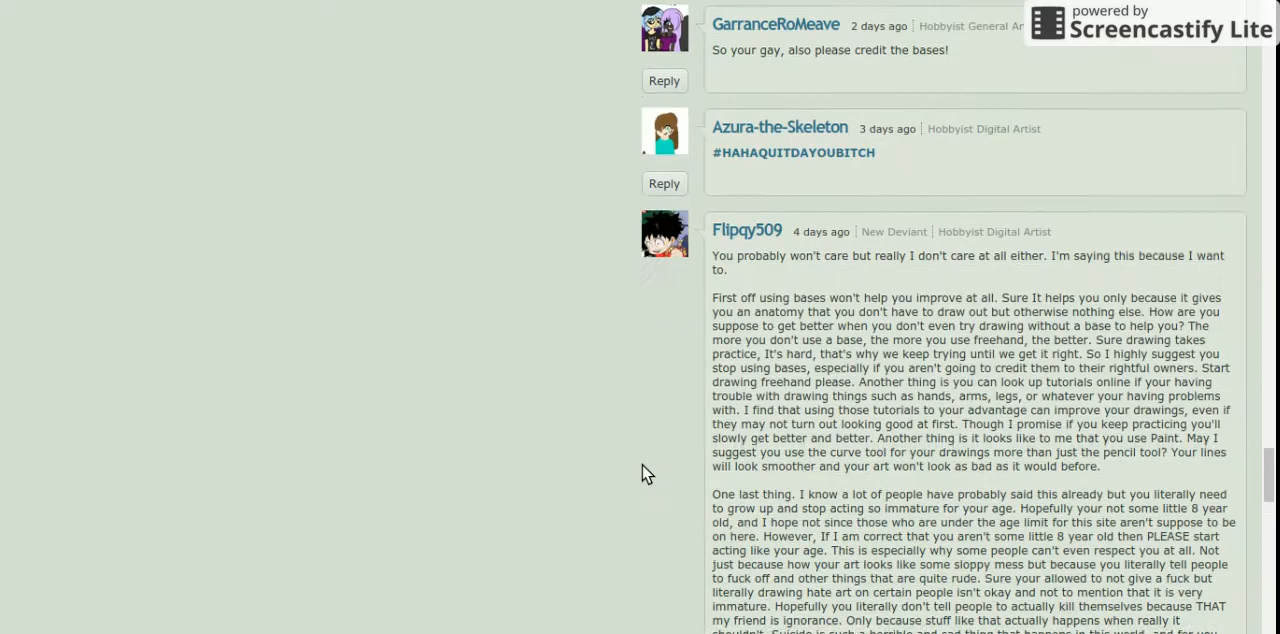 powered by
Screencastify Lite
GarranceRoMeave 2 days ago Hobbyist General
So your gay, also please credit the bases!
Reply
Azura-the-Skeleton 3 days ago Hobbyist Digital Artist
#HAHAQUITDAYOUBITCH
Reply
Flipqy509 4 days ago New Deviant Hobbyist Digital Artist
You probably won't care but really I don't care at all either. I'm saying this because I want
to.
First off using bases won't help you improve at all. Sure It helps you only because it gives
you an anatomy that you don't have to draw out but otherwise nothing else. How are you
suppose to get better when you don't even try drawing without a base to help you? The
more you don't use a base, the more you use freehand, the better. Sure drawing takes
practice, It's hard, that's why we keep trying until we get it right. So I highly suggest you
stop using bases, especially if you aren't going to credit them to their rightful owners. Start
drawing freehand please. Another thing is you can look up tutorials online if your having
trouble with drawing things such as hands, arms, legs, or whatever your having problems
with. I find that using those tutorials to your advantage can improve your drawings, even if
they may not turn out looking good at first. Though I promise if you keep practicing you'll
slowly get better and better. Another thing is it looks like to me that you use Paint. May I
suggest you use the curve tool for your drawings more than just the pencil tool? Your lines
will look smoother and your art won't look as bad as it would before.
One last thing. I know a lot of people have probably said this already but you literally need
to grow up and stop acting so immature for your age. Hopefully your not some little 8 year
old, and I hope not since those who are under the age limit for this site aren't suppose to be
on here. However, If I am correct that you aren't some little 8 year old then PLEASE start
acting like your age. This is especially why some people can't even respect you at all. Not
just because how your art looks like some sloppy mess but because you literally tell people
to fuck off and other things that are quite rude. Sure your allowed to not give a fuck but
literally drawing hate art on certain people isn't okay and not to mention that it is very
immature. Hopefully you literally don't tell people to actually kill themselves because THAT
my friend is ignorance. Only because stuff like that actually happens when really it
shouldn't. Suicide is such a horrible and sad thing that happens in this world, and for you